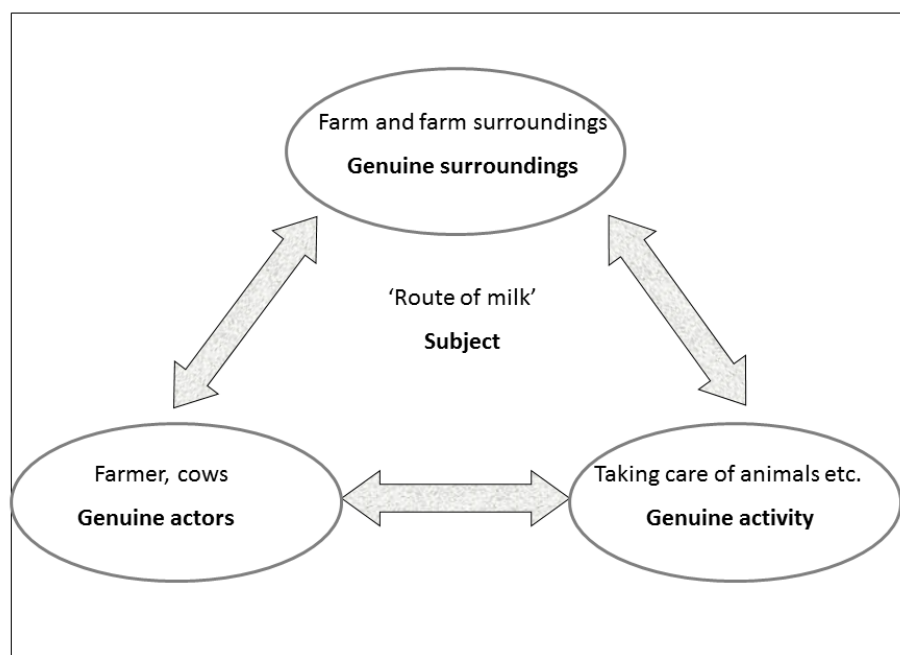 Farm and farm surroundings
Genuine surroundings
‘Route of milk’
Subject
Farmer, cows
Genuine actors
Taking care of animals etc.
Genuine activity